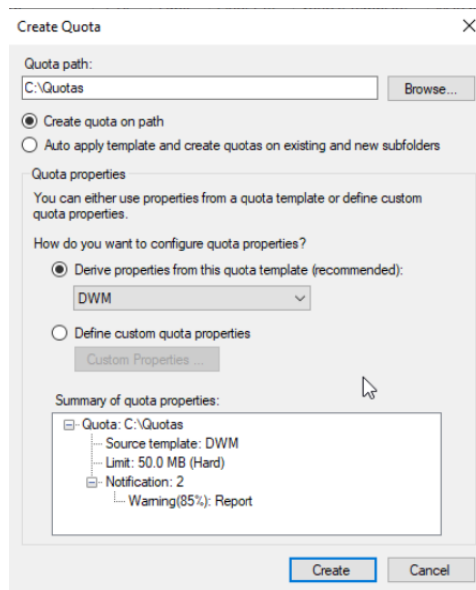 Create Quota
Quota path:
C:\Quotas
Browse...
Create quota on path
Auto apply template and create quotas on existing and new subfolders
Quota properties
You can either use properties from a quota template or define custom
quota properties.
How do you want to configure quota properties?
Derive properties from this quota template (recommended):
DWM
Define custom quota properties
Custom Properties ...
Summary of quota properties:
Quota: C:\Quotas
Source template: DWM
Limit: 50.0 MB (Hard)
Notification: 2
Warning(85%): Report
Create
Cancel